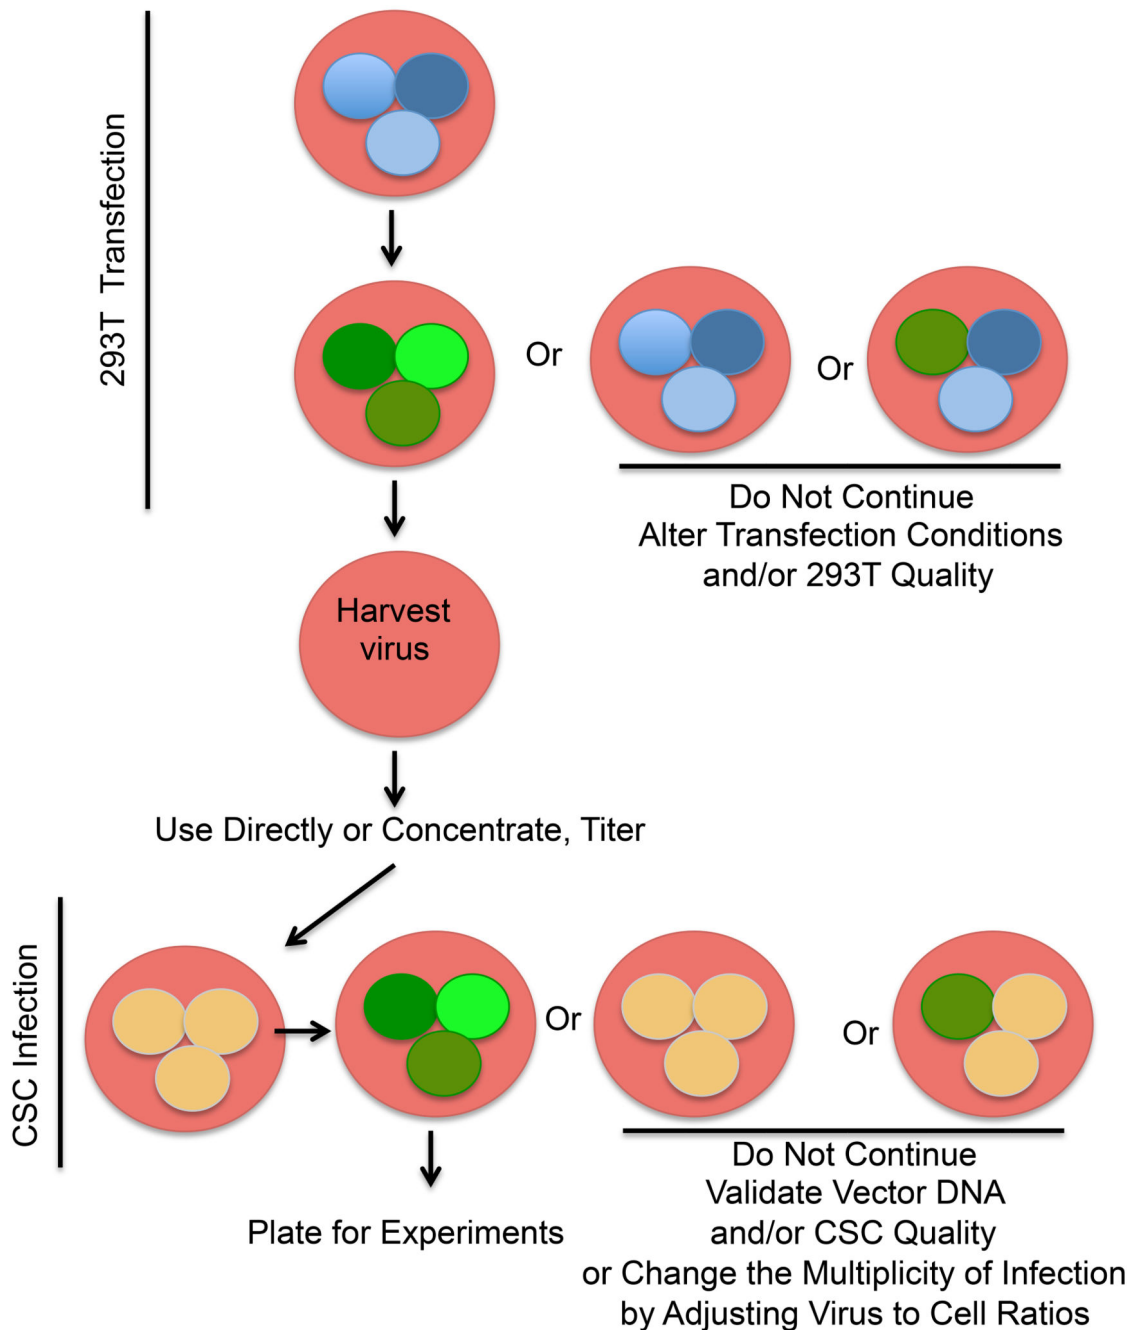 293T Transfection
Or
Or
Do Not Continue
Alter Transfection Conditions
and/or 293T Quality
Harvest
virus
Use Directly or Concentrate, Titer
CSC Infection
Or
Or
Do Not Continue
Validate Vector DNA
and/or CSC Quality
or Change the Multiplicity of Infection
by Adjusting Virus to Cell Ratios
Plate for Experiments